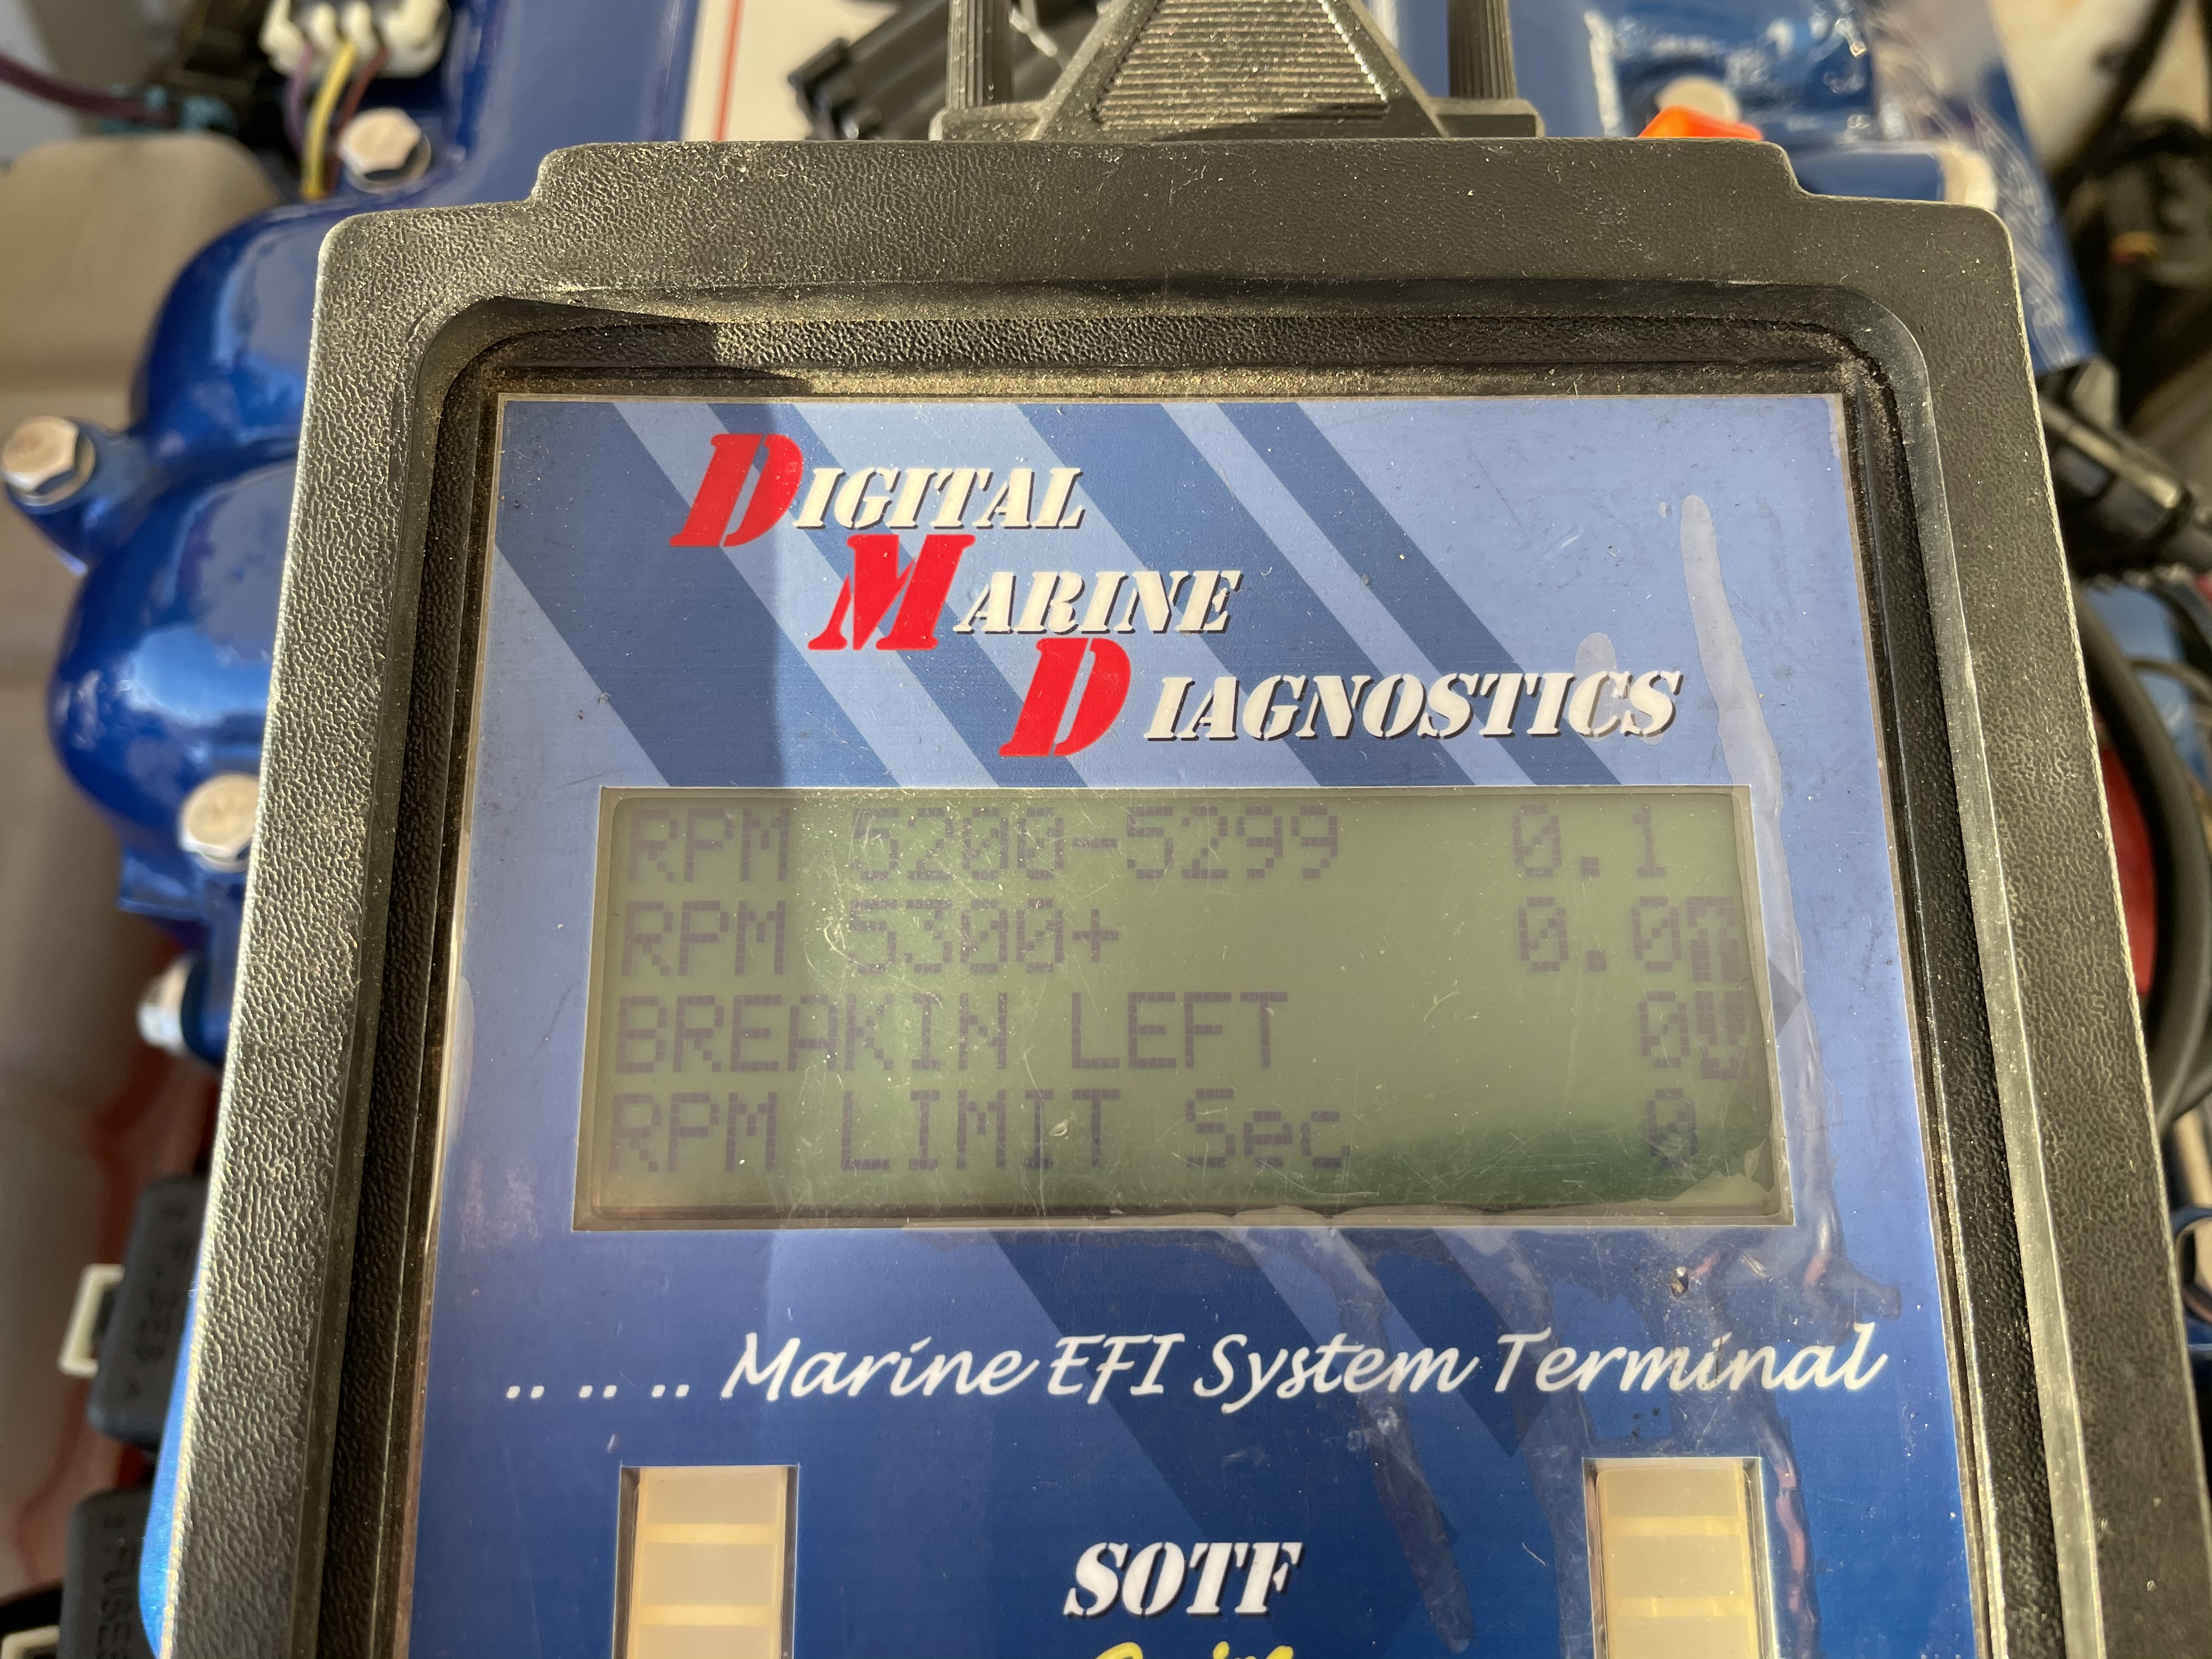 DIGITAL
MARINE
DIAGNOSTICS
RPM 5200-5299 0.1
RPM 5300+ 0.0
BREAKIN LEFT 0
RPM LIMIT Sec 0
.. .. .. Marine EFI System Terminal
SOTF